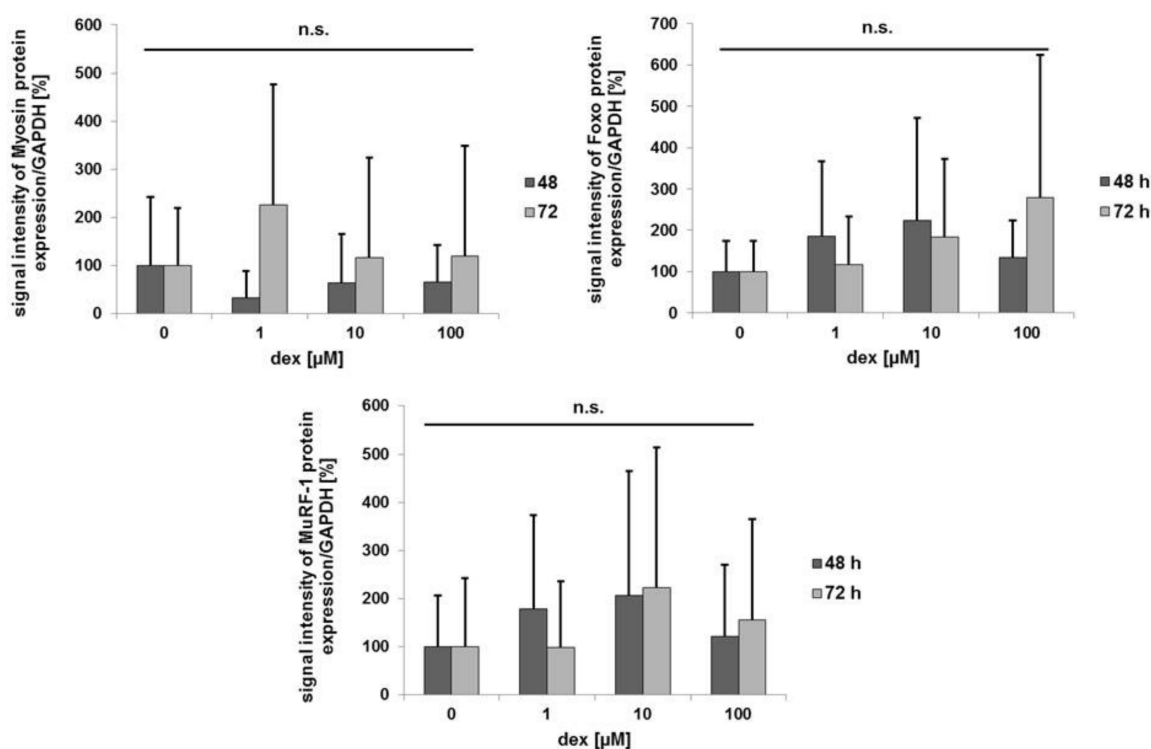 signal intensity of Myosin protein
expression/GAPDH [%]
600
500
400
300
200
100
0
n.s.
48
72
0 1 10 100
dex [µM]
signal intensity of Foxo protein
expression/GAPDH [%]
700
600
500
400
300
200
100
0
n.s.
48 h
72 h
0 1 10 100
dex [µM]
signal intensity of MuRF-1 protein
expression/GAPDH [%]
600
500
400
300
200
100
0
n.s.
48 h
72 h
0 1 10 100
dex [µM]